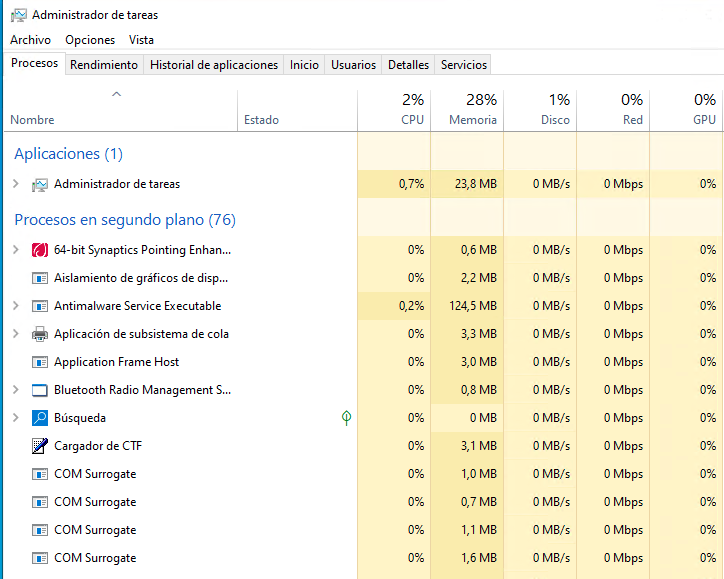 Administrador de tareas
Archivo Opciones Vista
Procesos Rendimiento Historial de aplicaciones Inicio Usuarios Detalles Servicios
2% 28% 1% 0% 0%
Nombre Estado CPU Memoria Disco Red GPU
Aplicaciones (1)
Administrador de tareas 0,7% 23,8 MB 0 MB/s 0 Mbps 0%
Procesos en segundo plano (76)
64-bit Synaptics Pointing Enhan... 0% 0,6 MB 0 MB/s 0 Mbps 0%
Aislamiento de gráficos de disp... 0% 2,2 MB 0 MB/s 0 Mbps 0%
Antimalware Service Executable 0,2% 124,5 MB 0 MB/s 0 Mbps 0%
Aplicación de subsistema de cola 0% 3,3 MB 0 MB/s 0 Mbps 0%
Application Frame Host 0% 3,0 MB 0 MB/s 0 Mbps 0%
Bluetooth Radio Management S... 0% 0,8 MB 0 MB/s 0 Mbps 0%
Búsqueda 0% 0 MB 0 MB/s 0 Mbps 0%
Cargador de CTF 0% 3,1 MB 0 MB/s 0 Mbps 0%
COM Surrogate 0% 1,0 MB 0 MB/s 0 Mbps 0%
COM Surrogate 0% 0,7 MB 0 MB/s 0 Mbps 0%
COM Surrogate 0% 1,1 MB 0 MB/s 0 Mbps 0%
COM Surrogate 0% 1,6 MB 0 MB/s 0 Mbps 0%